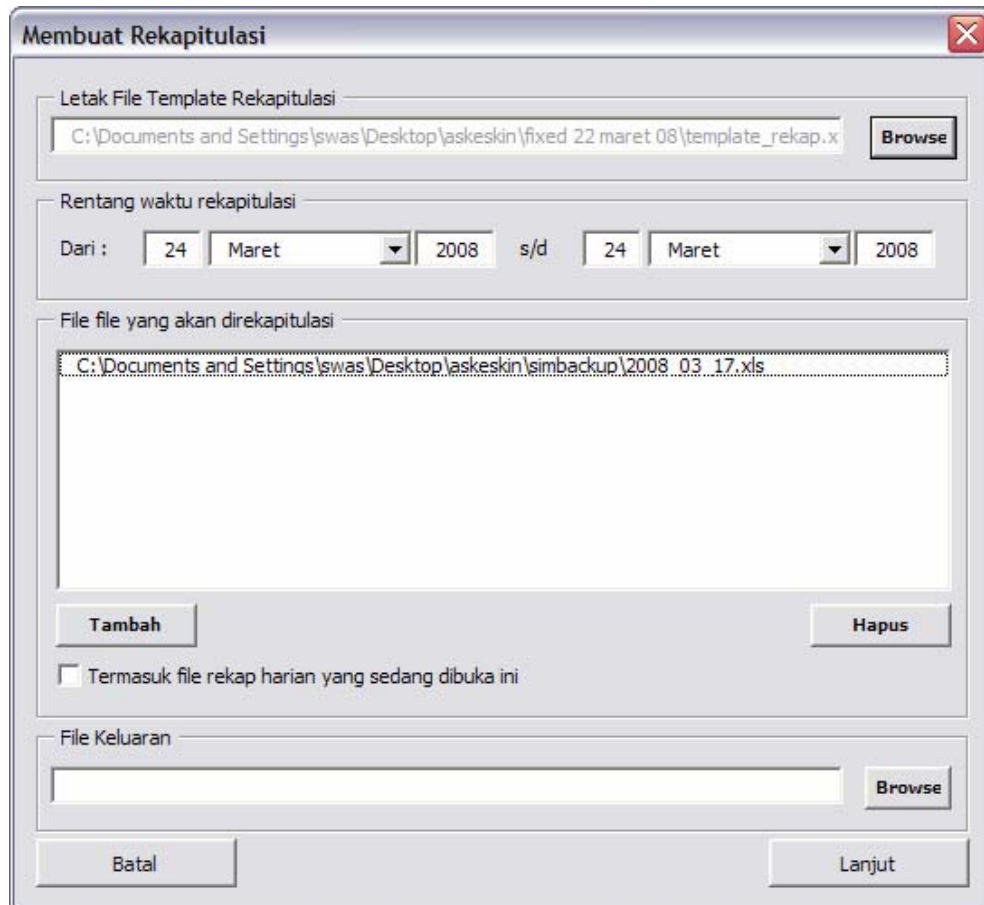 Membuat Rekapitulasi
Letak File Template Rekapitulasi
C:\Documents and Settings\swas\Desktop\askeskin\fixed 22 maret 08\template_rekap.x
Browse
Rentang waktu rekapitulasi
Dari : 24 Maret 2008 s/d 24 Maret 2008
File file yang akan direkapitulasi
C:\Documents and Settings\swas\Desktop\askeskin\simbackup\2008_03_17.xls
Tambah Hapus
Termasuk file rekap harian yang sedang dibuka ini
File Keluaran
Browse
Batal Lanjut